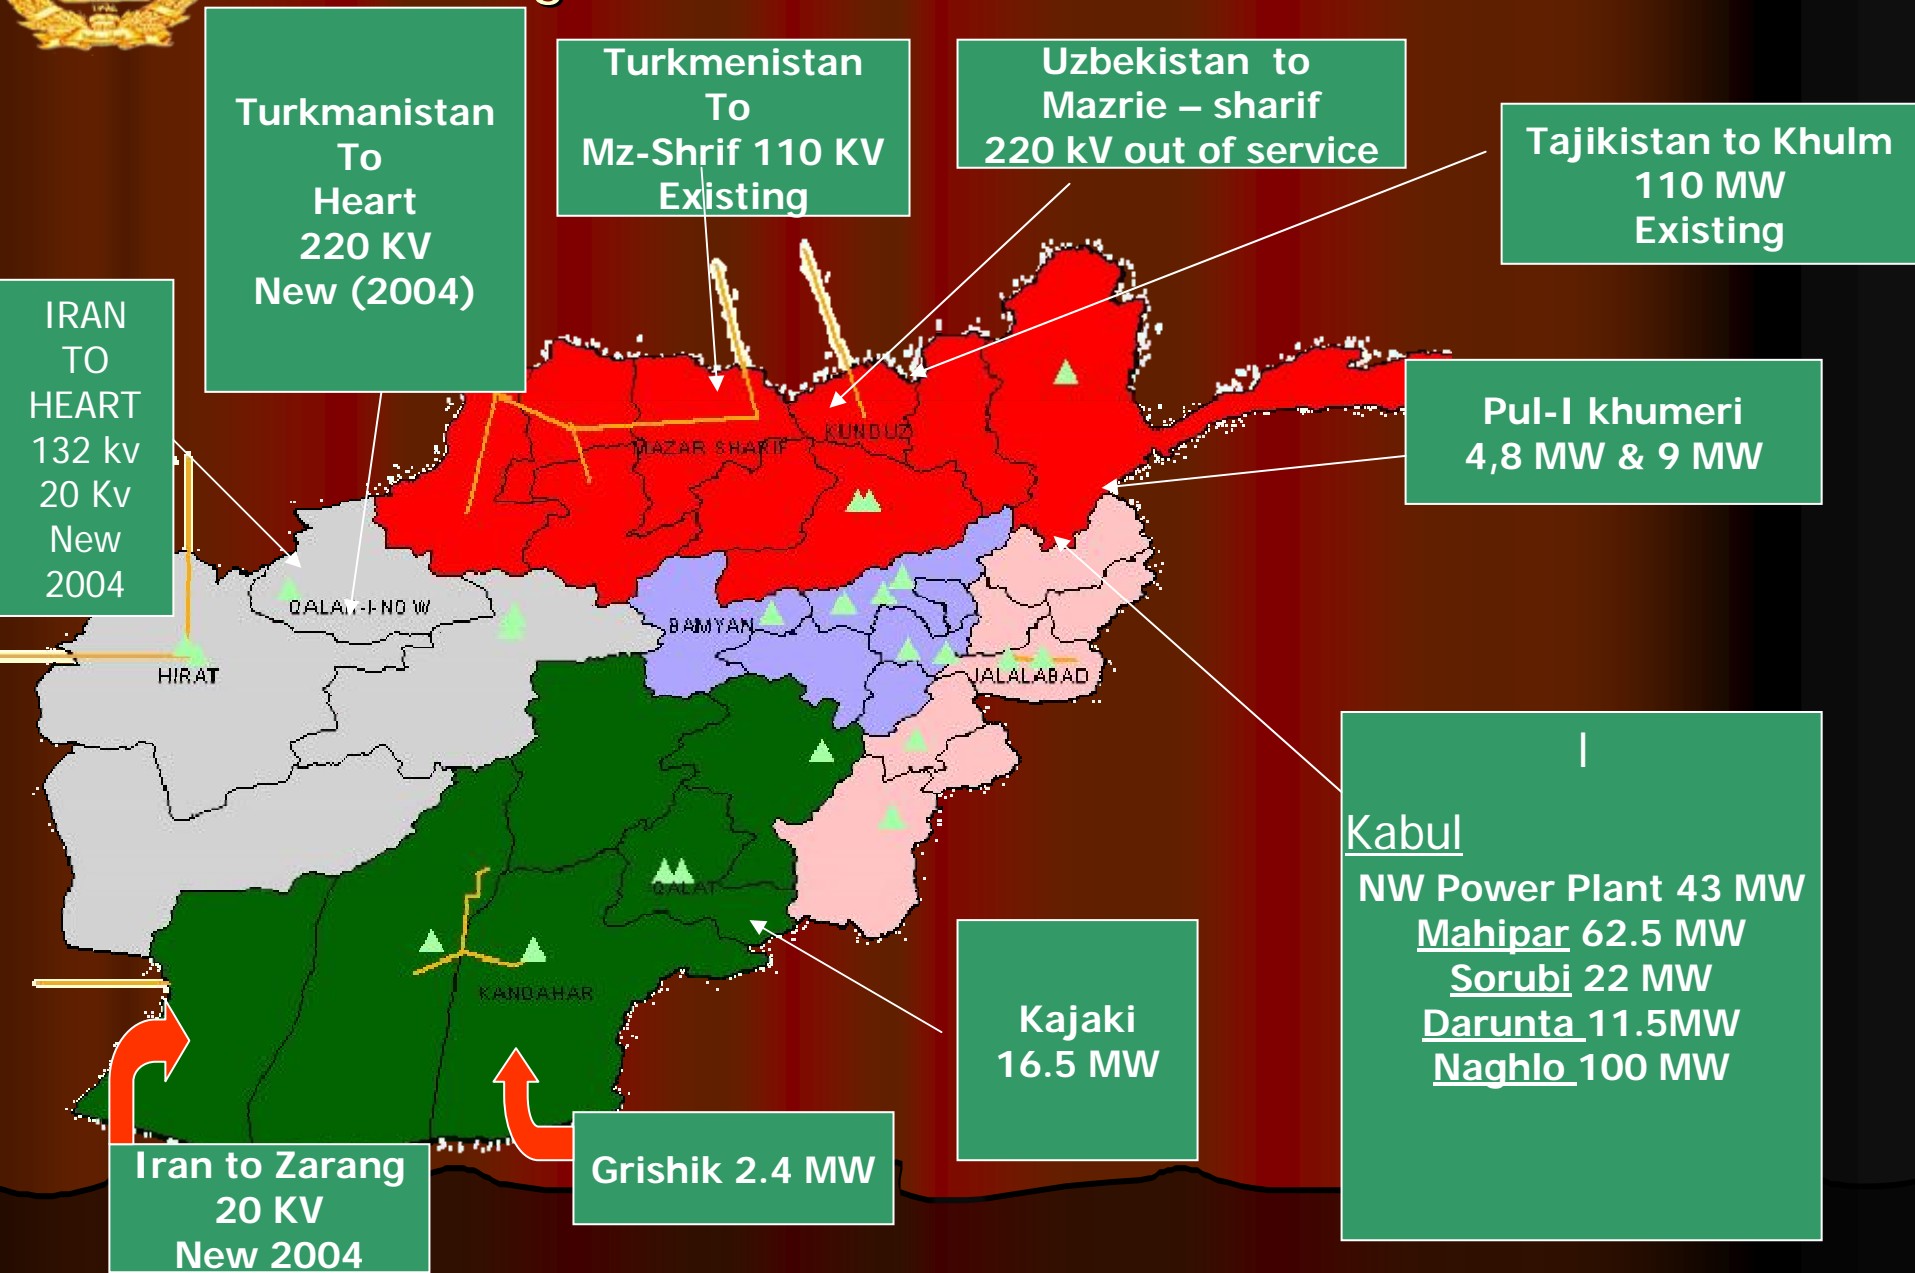 Turkmanistan
To
Heart
220 KV
New (2004)
Turkmenistan
To
Mz-Shrif 110 KV
Existing
Uzbekistan to
Mazrie – sharif
220 kV out of service
Tajikistan to Khulm
110 MW
Existing
IRAN
TO
HEART
132 kv
20 Kv
New
2004
Pul-I khumeri
4,8 MW & 9 MW
MAZAR SHARIF
KUNDUZ
QALAI-I-NOW
BAMYAN
HIRAT
JALALABAD
QALAT
KANDAHAR
l
Kabul
NW Power Plant 43 MW
Mahipar 62.5 MW
Sorubi 22 MW
Darunta 11.5MW
Naghlo 100 MW
Kajaki
16.5 MW
Grishik 2.4 MW
Iran to Zarang
20 KV
New 2004